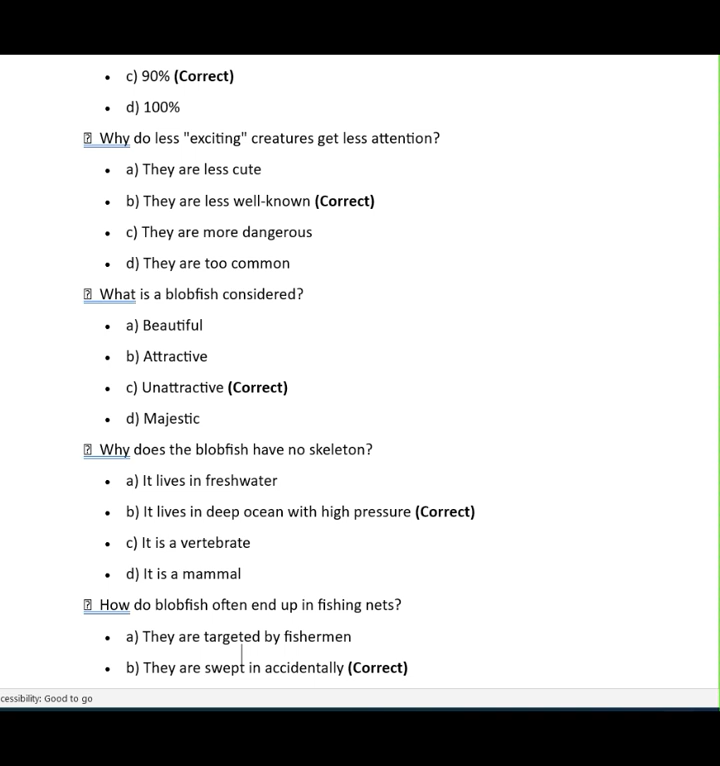 • c) 90% (Correct)
• d) 100%
Why do less "exciting" creatures get less attention?
• a) They are less cute
• b) They are less well-known (Correct)
• c) They are more dangerous
• d) They are too common
What is a blobfish considered?
• a) Beautiful
• b) Attractive
• c) Unattractive (Correct)
• d) Majestic
Why does the blobfish have no skeleton?
• a) It lives in freshwater
• b) It lives in deep ocean with high pressure (Correct)
• c) It is a vertebrate
• d) It is a mammal
How do blobfish often end up in fishing nets?
• a) They are targeted by fishermen
• b) They are swept in accidentally (Correct)
cessibility: Good to go